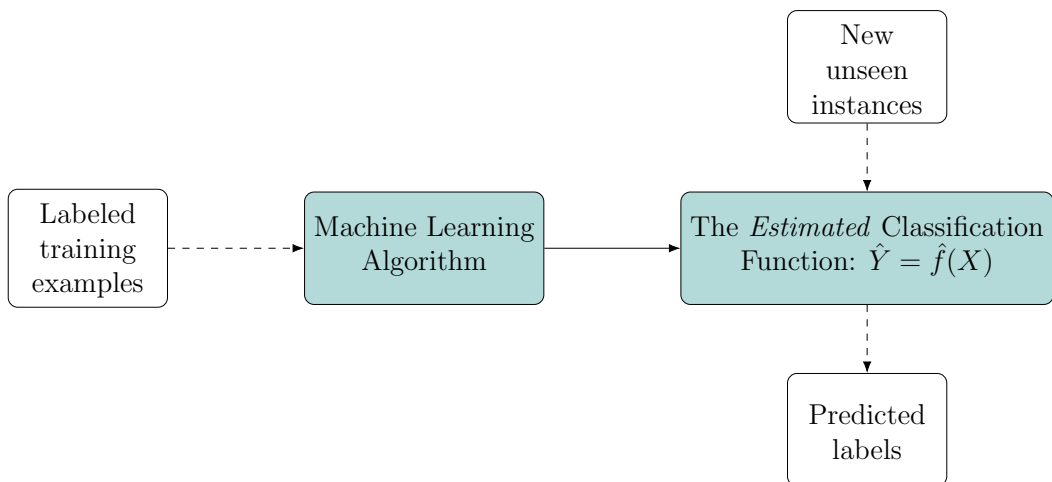 New
unseen
instances
Labeled
training
examples
Machine Learning
Algorithm
The Estimated Classification
Function: Ŷ = f̂(X)
Predicted
labels